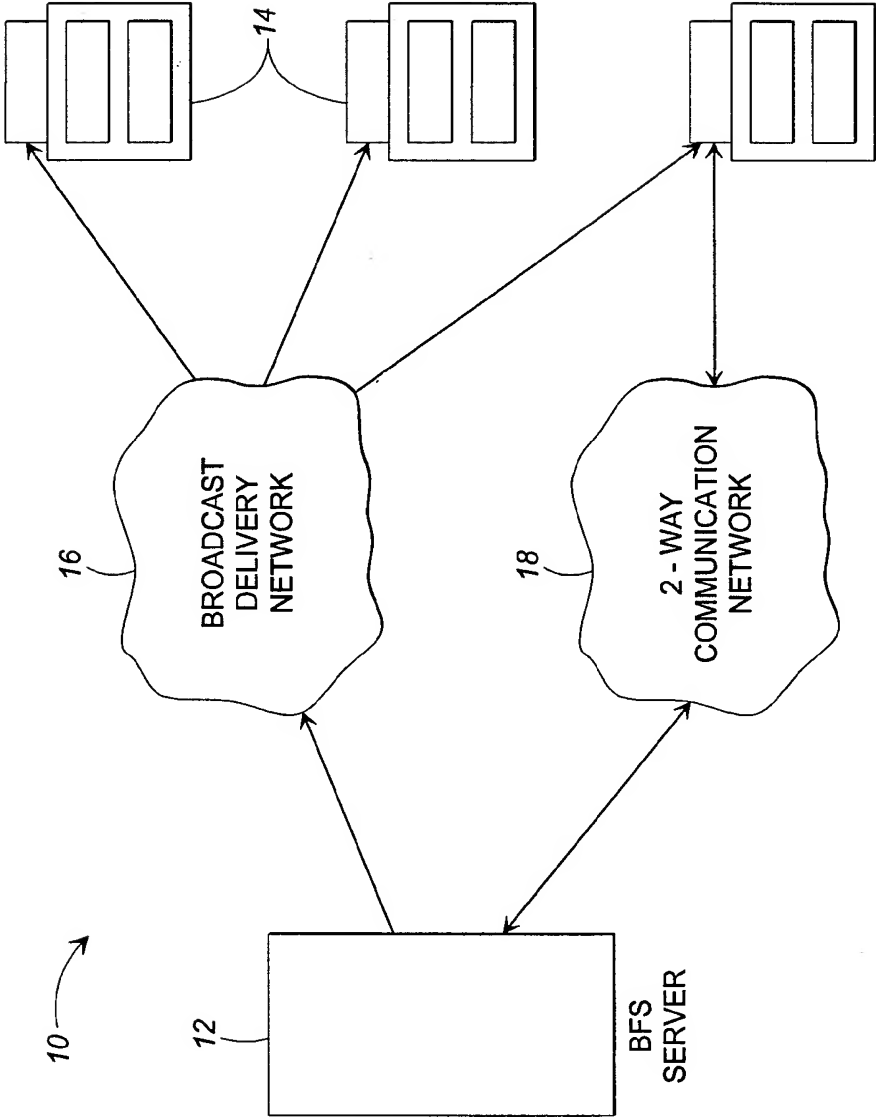 10
12
BFS
SERVER
16
BROADCAST
DELIVERY
NETWORK
18
2 - WAY
COMMUNICATION
NETWORK
14